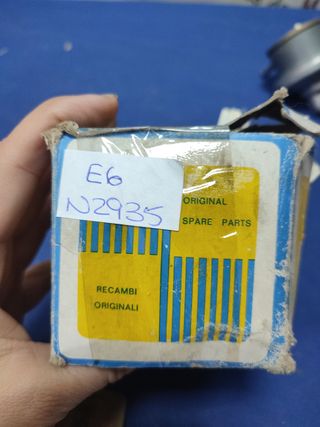 E6
N2935
ORIGINAL
SPARE PARTS
RECAMBI
ORIGINALI